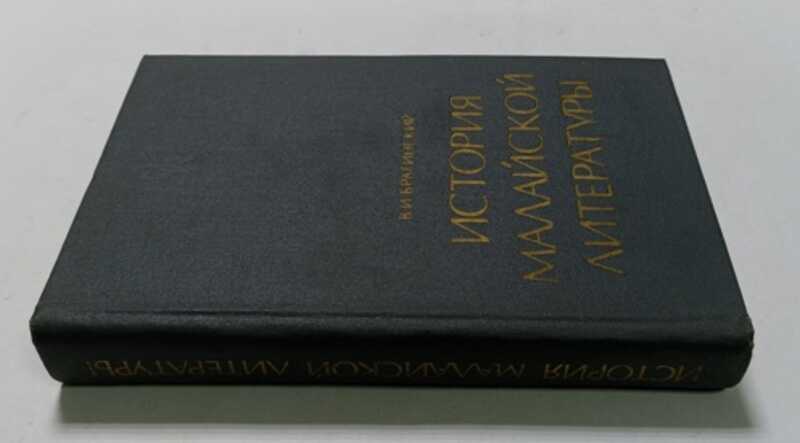 В. И. БРАГИНСКИЙ
ИСТОРИЯ
МАЛАЙСКОЙ
ЛИТЕРАТУРЫ
ИСТОРИЯ МАЛАЙСКОЙ ЛИТЕРАТУРЫ